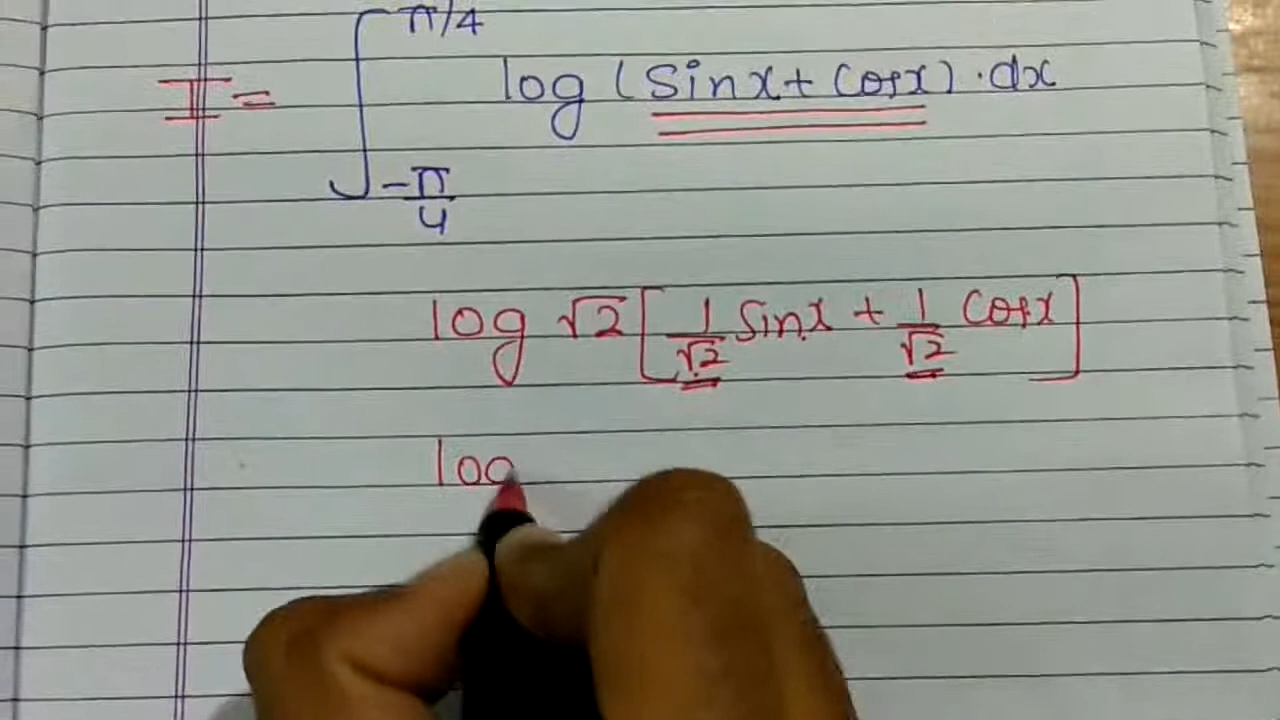 I = ∫_{-π/4}^{π/4} log (sinx + cosx) · dx
log √2 [ 1/√2 sinx + 1/√2 cosx ]
log